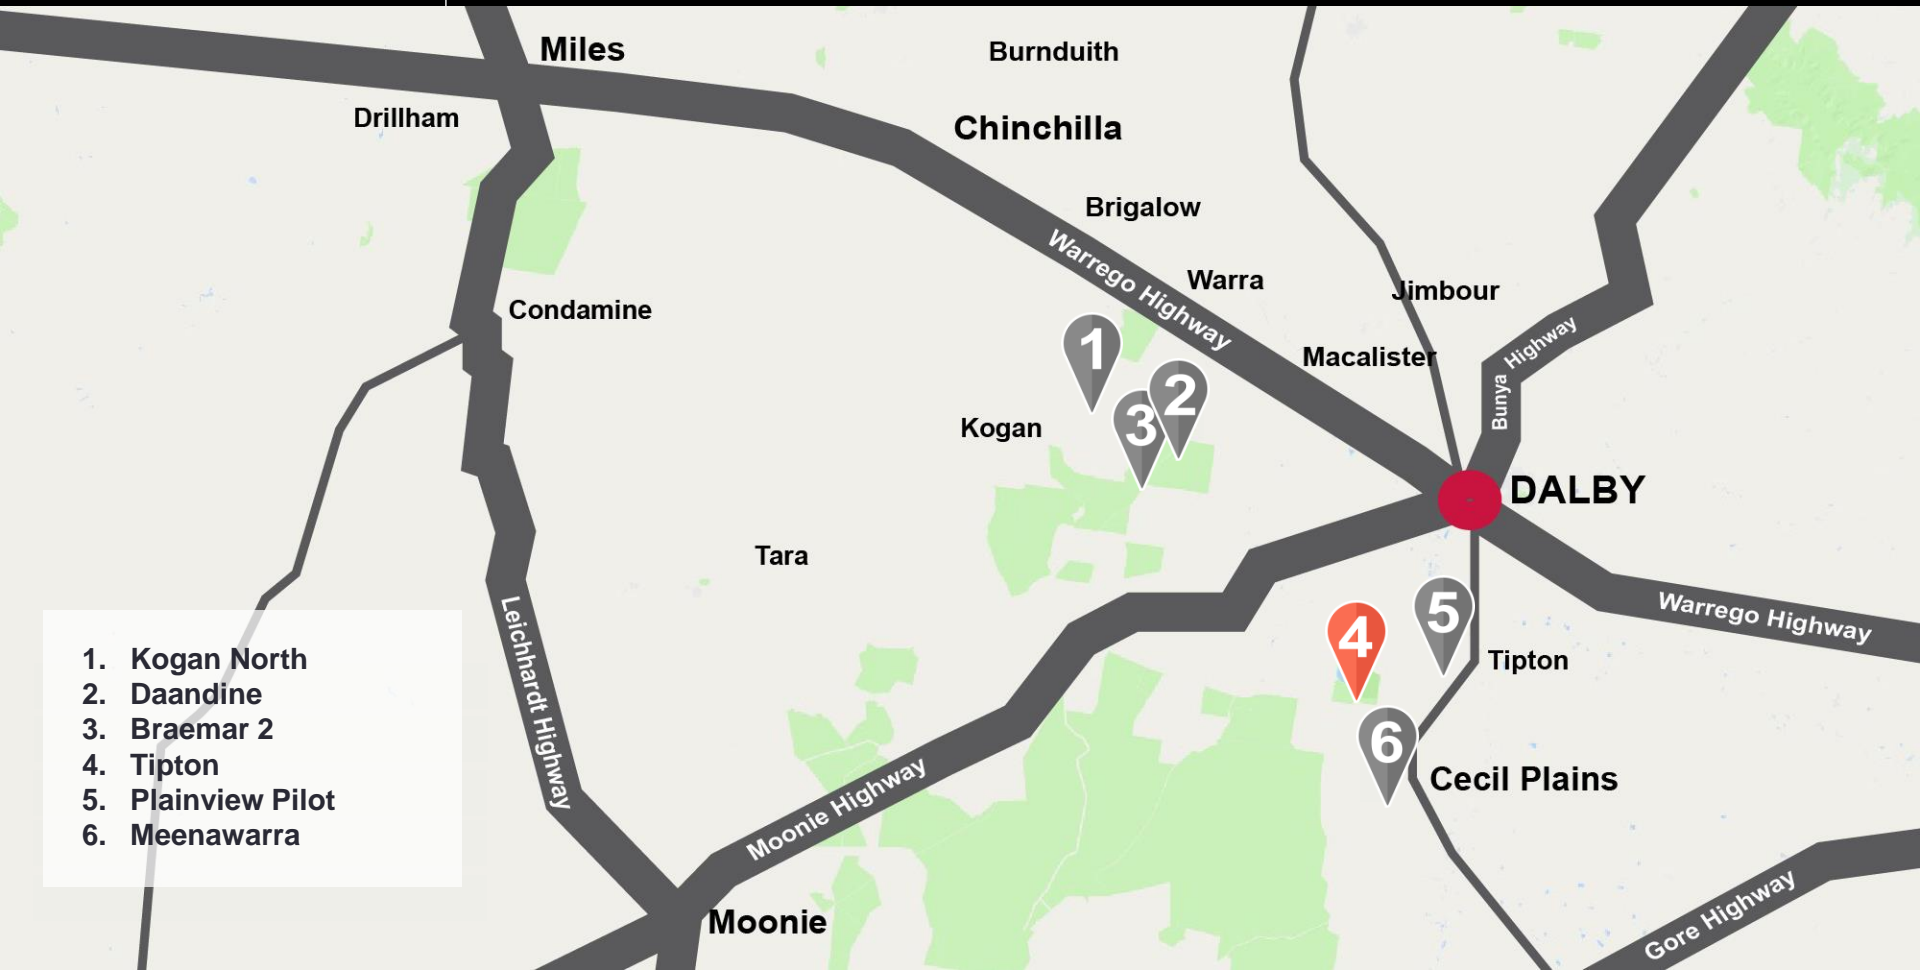 Miles
Burnduith
Drillham
Chinchilla
Brigalow
Warrego Highway
Warra
Jimbour
Condamine
Highway
Bunya
1
Macalister
2
3
Kogan
DALBY
Tara
Leichhardt Highway
4
5
Warrego Highway
Tipton
1. Kogan North
2. Daandine
3. Braemar 2
4. Tipton
5. Plainview Pilot
6. Meenawarra
6
Cecil Plains
Moonie Highway
Moonie
Gore Highway